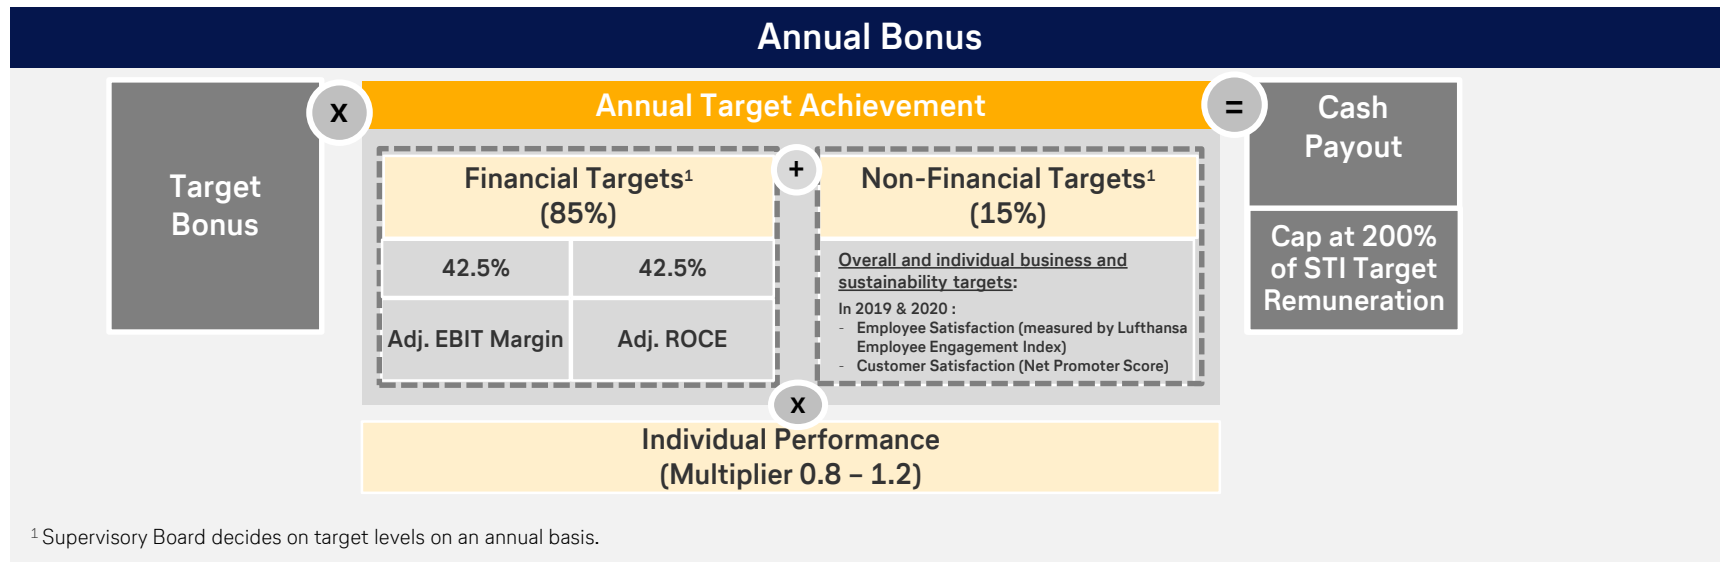 Annual Bonus
Target
Bonus
x
Annual Target Achievement
=
Cash
Payout
Cap at 200%
of STI Target
Remuneration
Financial Targets¹
(85%)
+
Non-Financial Targets¹
(15%)
42.5%
42.5%
Adj. EBIT Margin
Adj. ROCE
Overall and individual business and
sustainability targets:
In 2019 & 2020 :
- Employee Satisfaction (measured by Lufthansa
Employee Engagement Index)
- Customer Satisfaction (Net Promoter Score)
x
Individual Performance
(Multiplier 0.8 – 1.2)
¹ Supervisory Board decides on target levels on an annual basis.